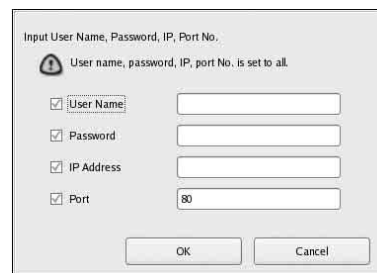 Input User Name, Password, IP, Port No.
User name, password, IP, port No. is set to all.
User Name
Password
IP Address
Port
80
OK
Cancel